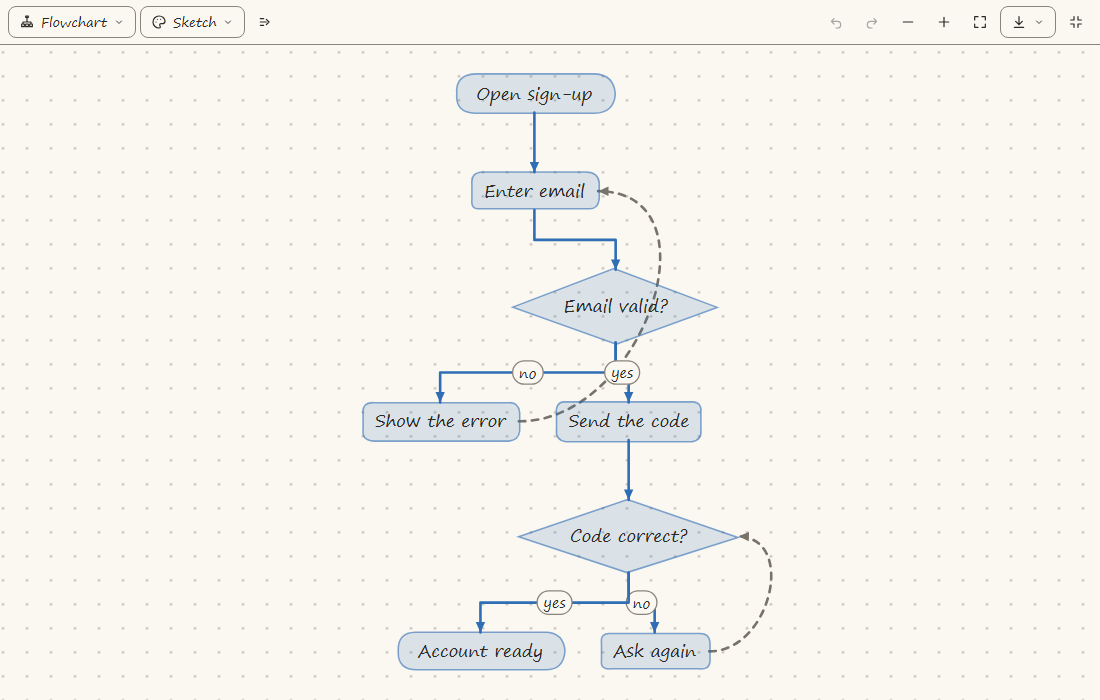 Flowchart
Sketch
Open sign-up
Enter email
Email valid?
no
yes
Show the error
Send the code
Code correct?
yes
no
Account ready
Ask again